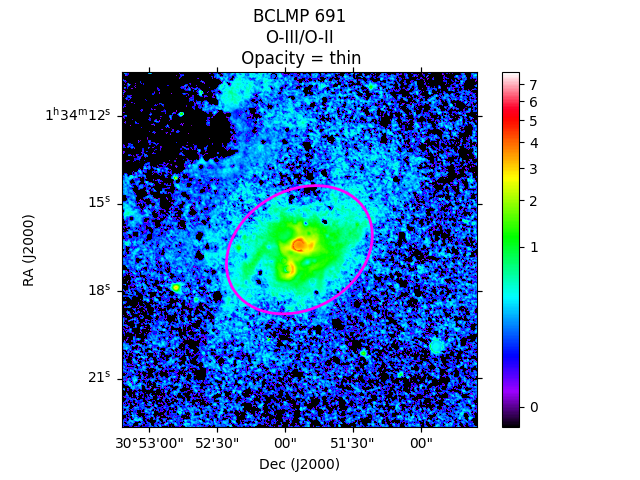 BCLMP 691
O-III/O-II
Opacity = thin
1ʰ34ᵐ12ˢ
15ˢ
18ˢ
21ˢ
RA (J2000)
30°53'00" 52'30" 00" 51'30" 00"
Dec (J2000)
7
6
5
4
3
2
1
0